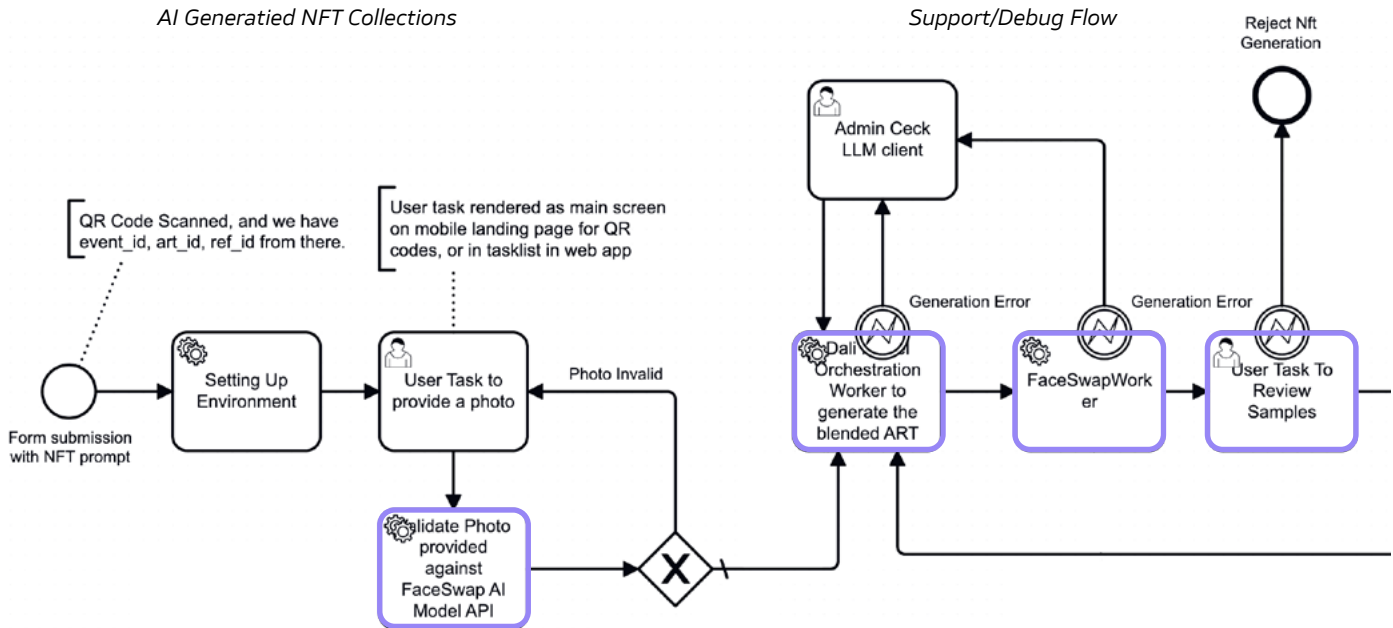 AI Generatied NFT Collections
Support/Debug Flow
Reject Nft
Generation
Admin Ceck
LLM client
QR Code Scanned, and we have
event_id, art_id, ref_id from there.
User task rendered as main screen
on mobile landing page for QR
codes, or in tasklist in web app
Form submission
with NFT prompt
Setting Up
Environment
User Task to
provide a photo
Photo Invalid
alidate Photo
provided
against
FaceSwap AI
Model API
X
Generation Error
Dali
Orchestration
Worker to
generate the
blended ART
Generation Error
FaceSwapWork
er
User Task To
Review
Samples